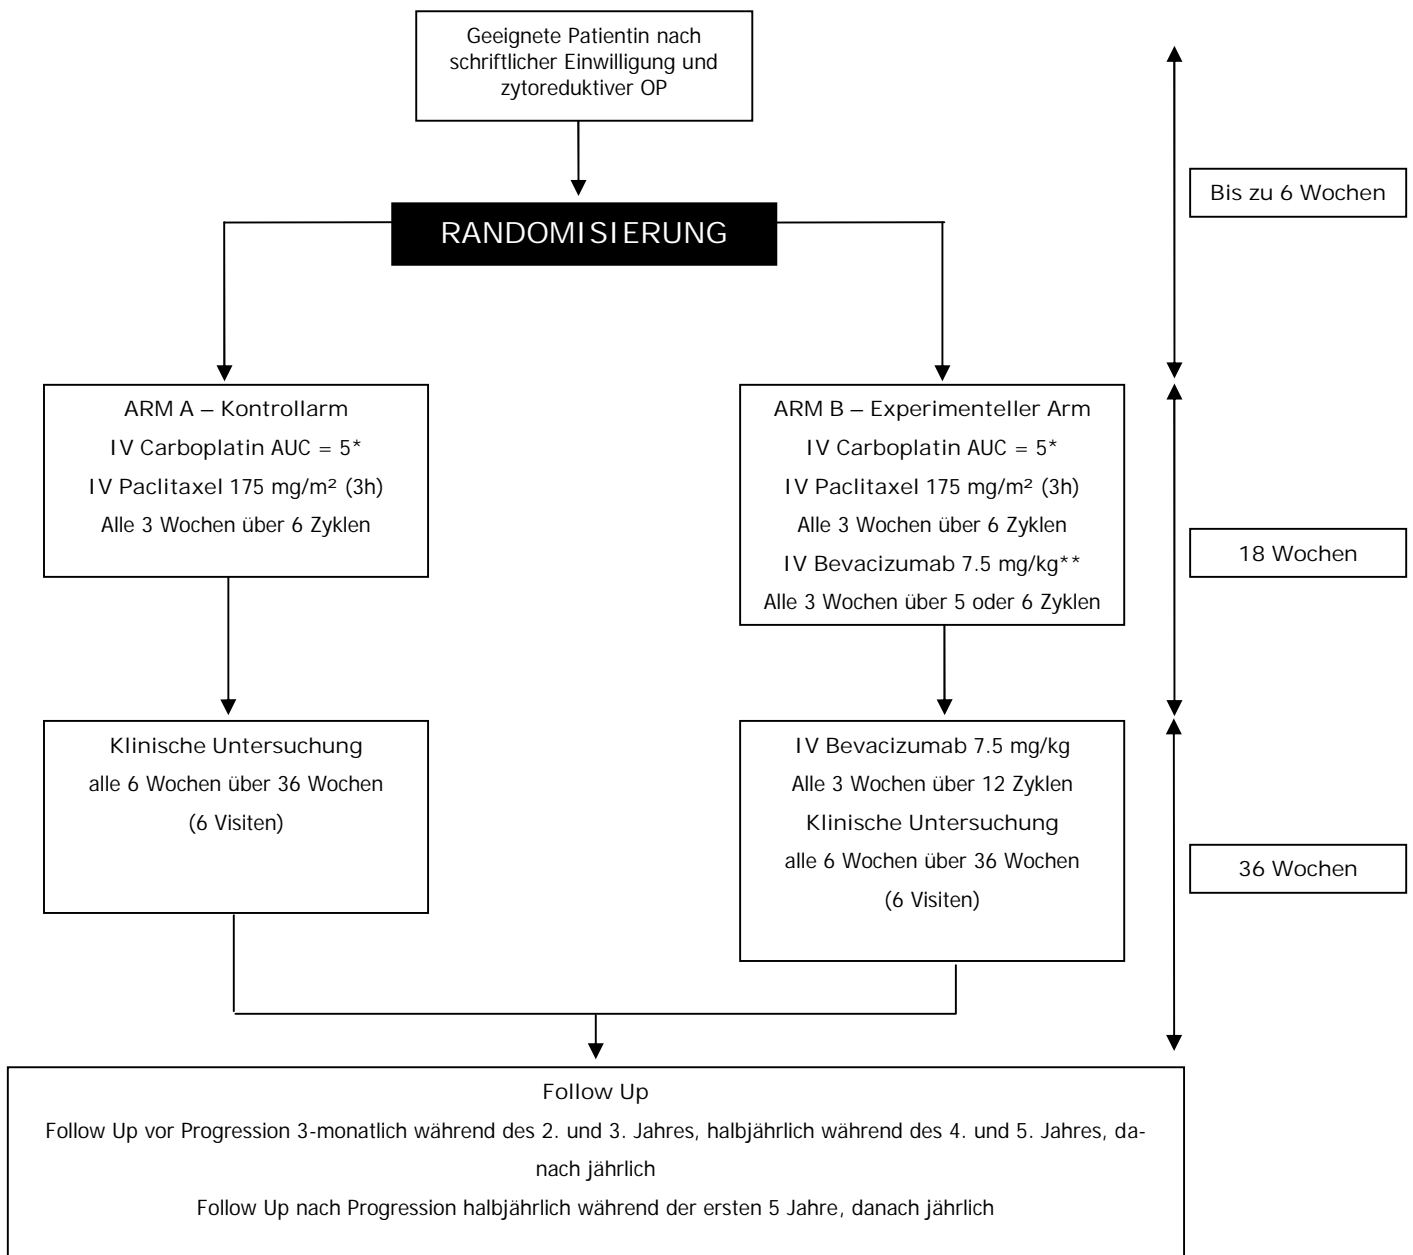 Geeignete Patientin nach
schriftlicher Einwilligung und
zytoreduktiver OP
Bis zu 6 Wochen
RANDOMISIERUNG
ARM A – Kontrollarm
IV Carboplatin AUC = 5*
IV Paclitaxel 175 mg/m² (3h)
Alle 3 Wochen über 6 Zyklen
ARM B – Experimenteller Arm
IV Carboplatin AUC = 5*
IV Paclitaxel 175 mg/m² (3h)
Alle 3 Wochen über 6 Zyklen
IV Bevacizumab 7.5 mg/kg**
Alle 3 Wochen über 5 oder 6 Zyklen
18 Wochen
Klinische Untersuchung
alle 6 Wochen über 36 Wochen
(6 Visiten)
IV Bevacizumab 7.5 mg/kg
Alle 3 Wochen über 12 Zyklen
Klinische Untersuchung
alle 6 Wochen über 36 Wochen
(6 Visiten)
36 Wochen
Follow Up
Follow Up vor Progression 3-monatlich während des 2. und 3. Jahres, halbjährlich während des 4. und 5. Jahres, da-
nach jährlich
Follow Up nach Progression halbjährlich während der ersten 5 Jahre, danach jährlich